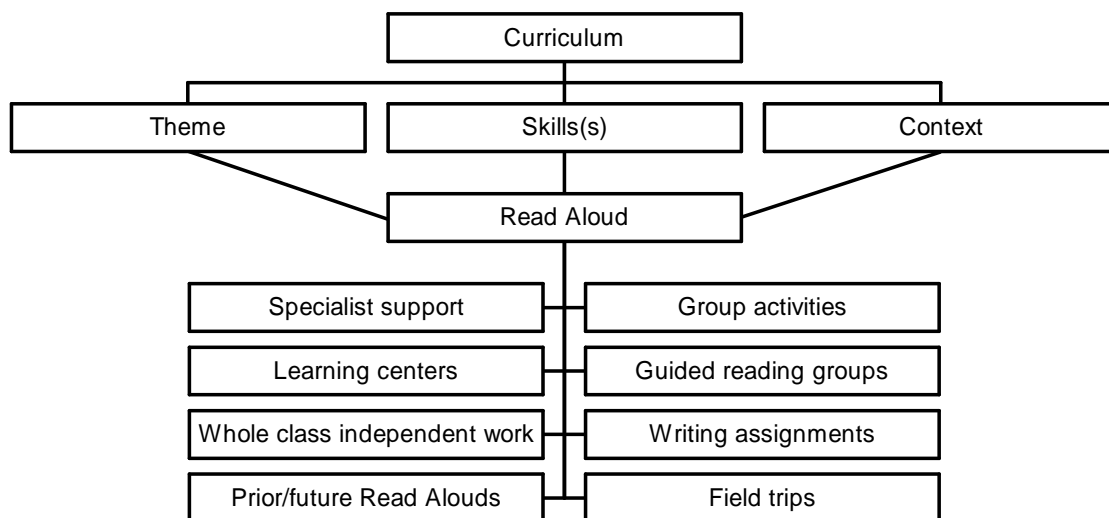 Curriculum
Theme
Skills(s)
Context
Read Aloud
Specialist support
Group activities
Learning centers
Guided reading groups
Whole class independent work
Writing assignments
Prior/future Read Alouds
Field trips